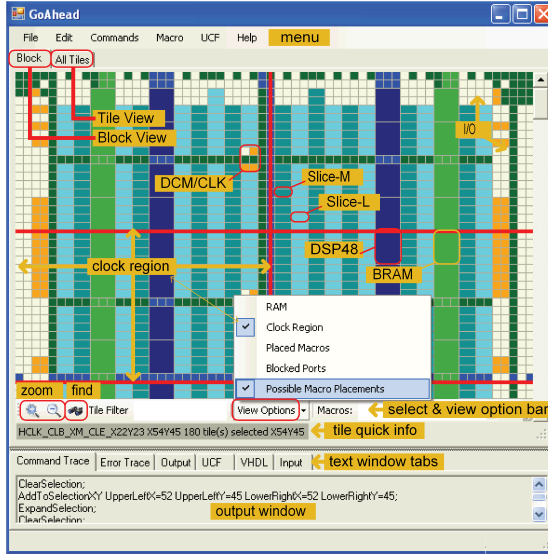 GoAhead
File Edit Commands Macro UCF Help menu
Block All Tiles
Tile View
Block View
I/O
DCM/CLK
Slice-M
Slice-L
DSP48
clock region
BRAM
RAM
Clock Region
Placed Macros
Blocked Ports
Possible Macro Placements
zoom find
Tile Filter View Options Macros: select & view option bar
HCLK_CLB_XM_CLE_X22Y23 X54Y45 180 tile(s) selected X54Y45 tile quick info
Command Trace Error Trace Output UCF VHDL Input text window tabs
ClearSelection;
AddToSelectionXY UpperLeftX=52 UpperLeftY=45 LowerRightX=52 LowerRightY=45;
ExpandSelection;
output window
ClearSelection;